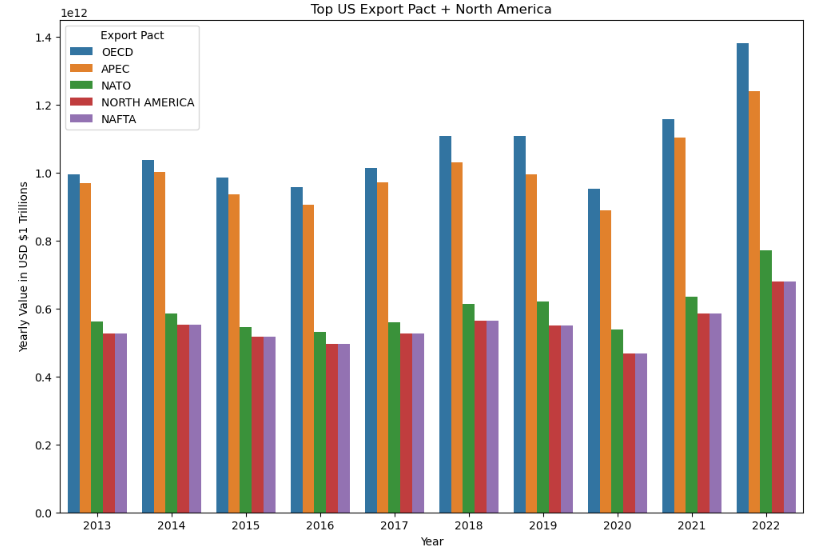 Top US Export Pact + North America
1e12
Export Pact
OECD
APEC
NATO
NORTH AMERICA
NAFTA
1.4
1.2
1.0
0.8
0.6
0.4
0.2
0.0
Yearly Value in USD $1 Trillions
2013 2014 2015 2016 2017 2018 2019 2020 2021 2022
Year